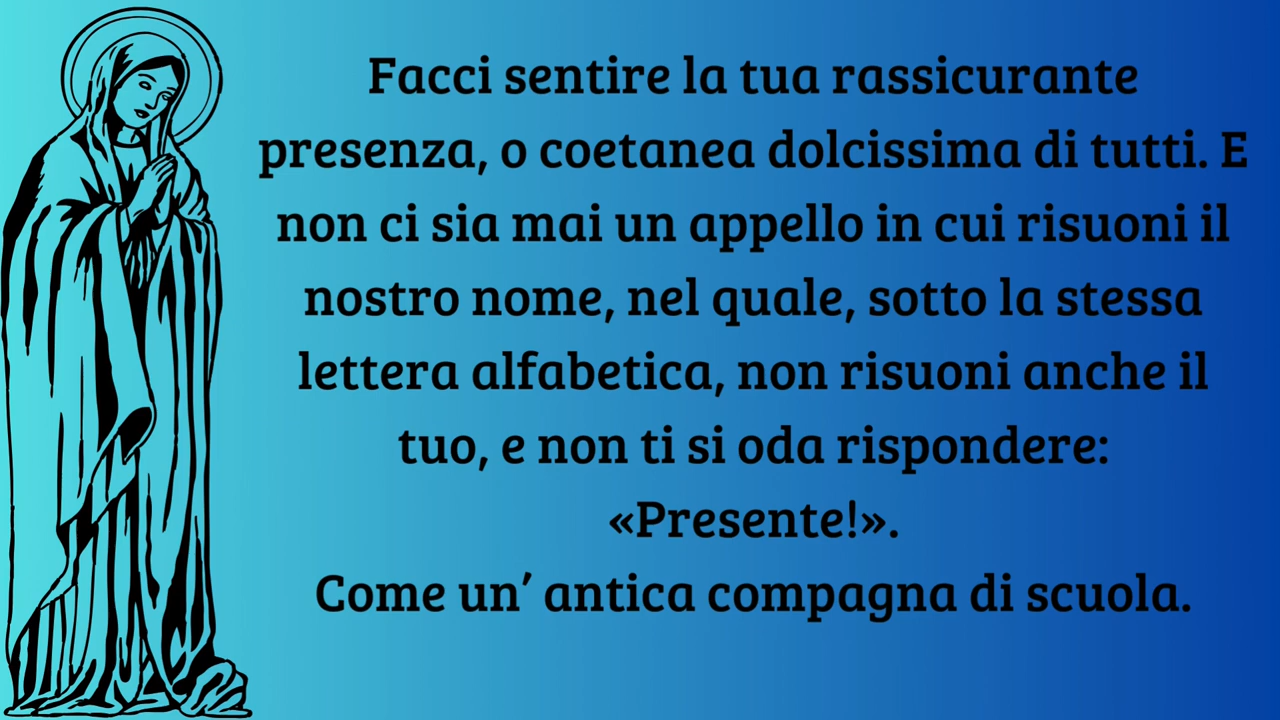 Facci sentire la tua rassicurante
presenza, o coetanea dolcissima di tutti. E
non ci sia mai un appello in cui risuoni il
nostro nome, nel quale, sotto la stessa
lettera alfabetica, non risuoni anche il
tuo, e non ti si oda rispondere:
«Presente!».
Come un’ antica compagna di scuola.